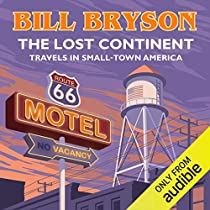 BILL BRYSON
THE LOST CONTINENT
TRAVELS IN SMALL-TOWN AMERICA
ROUTE
66
MOTEL
NO VACANCY
ONLY FROM
audible